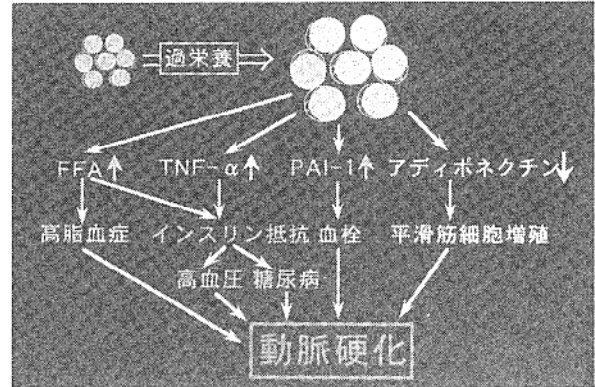 過栄養
FFA↑ TNF-α↑ PAI-1↑ アディポネクチン↓
高脂血症 インスリン抵抗 血栓 平滑筋細胞増殖
高血圧 糖尿病
動脈硬化